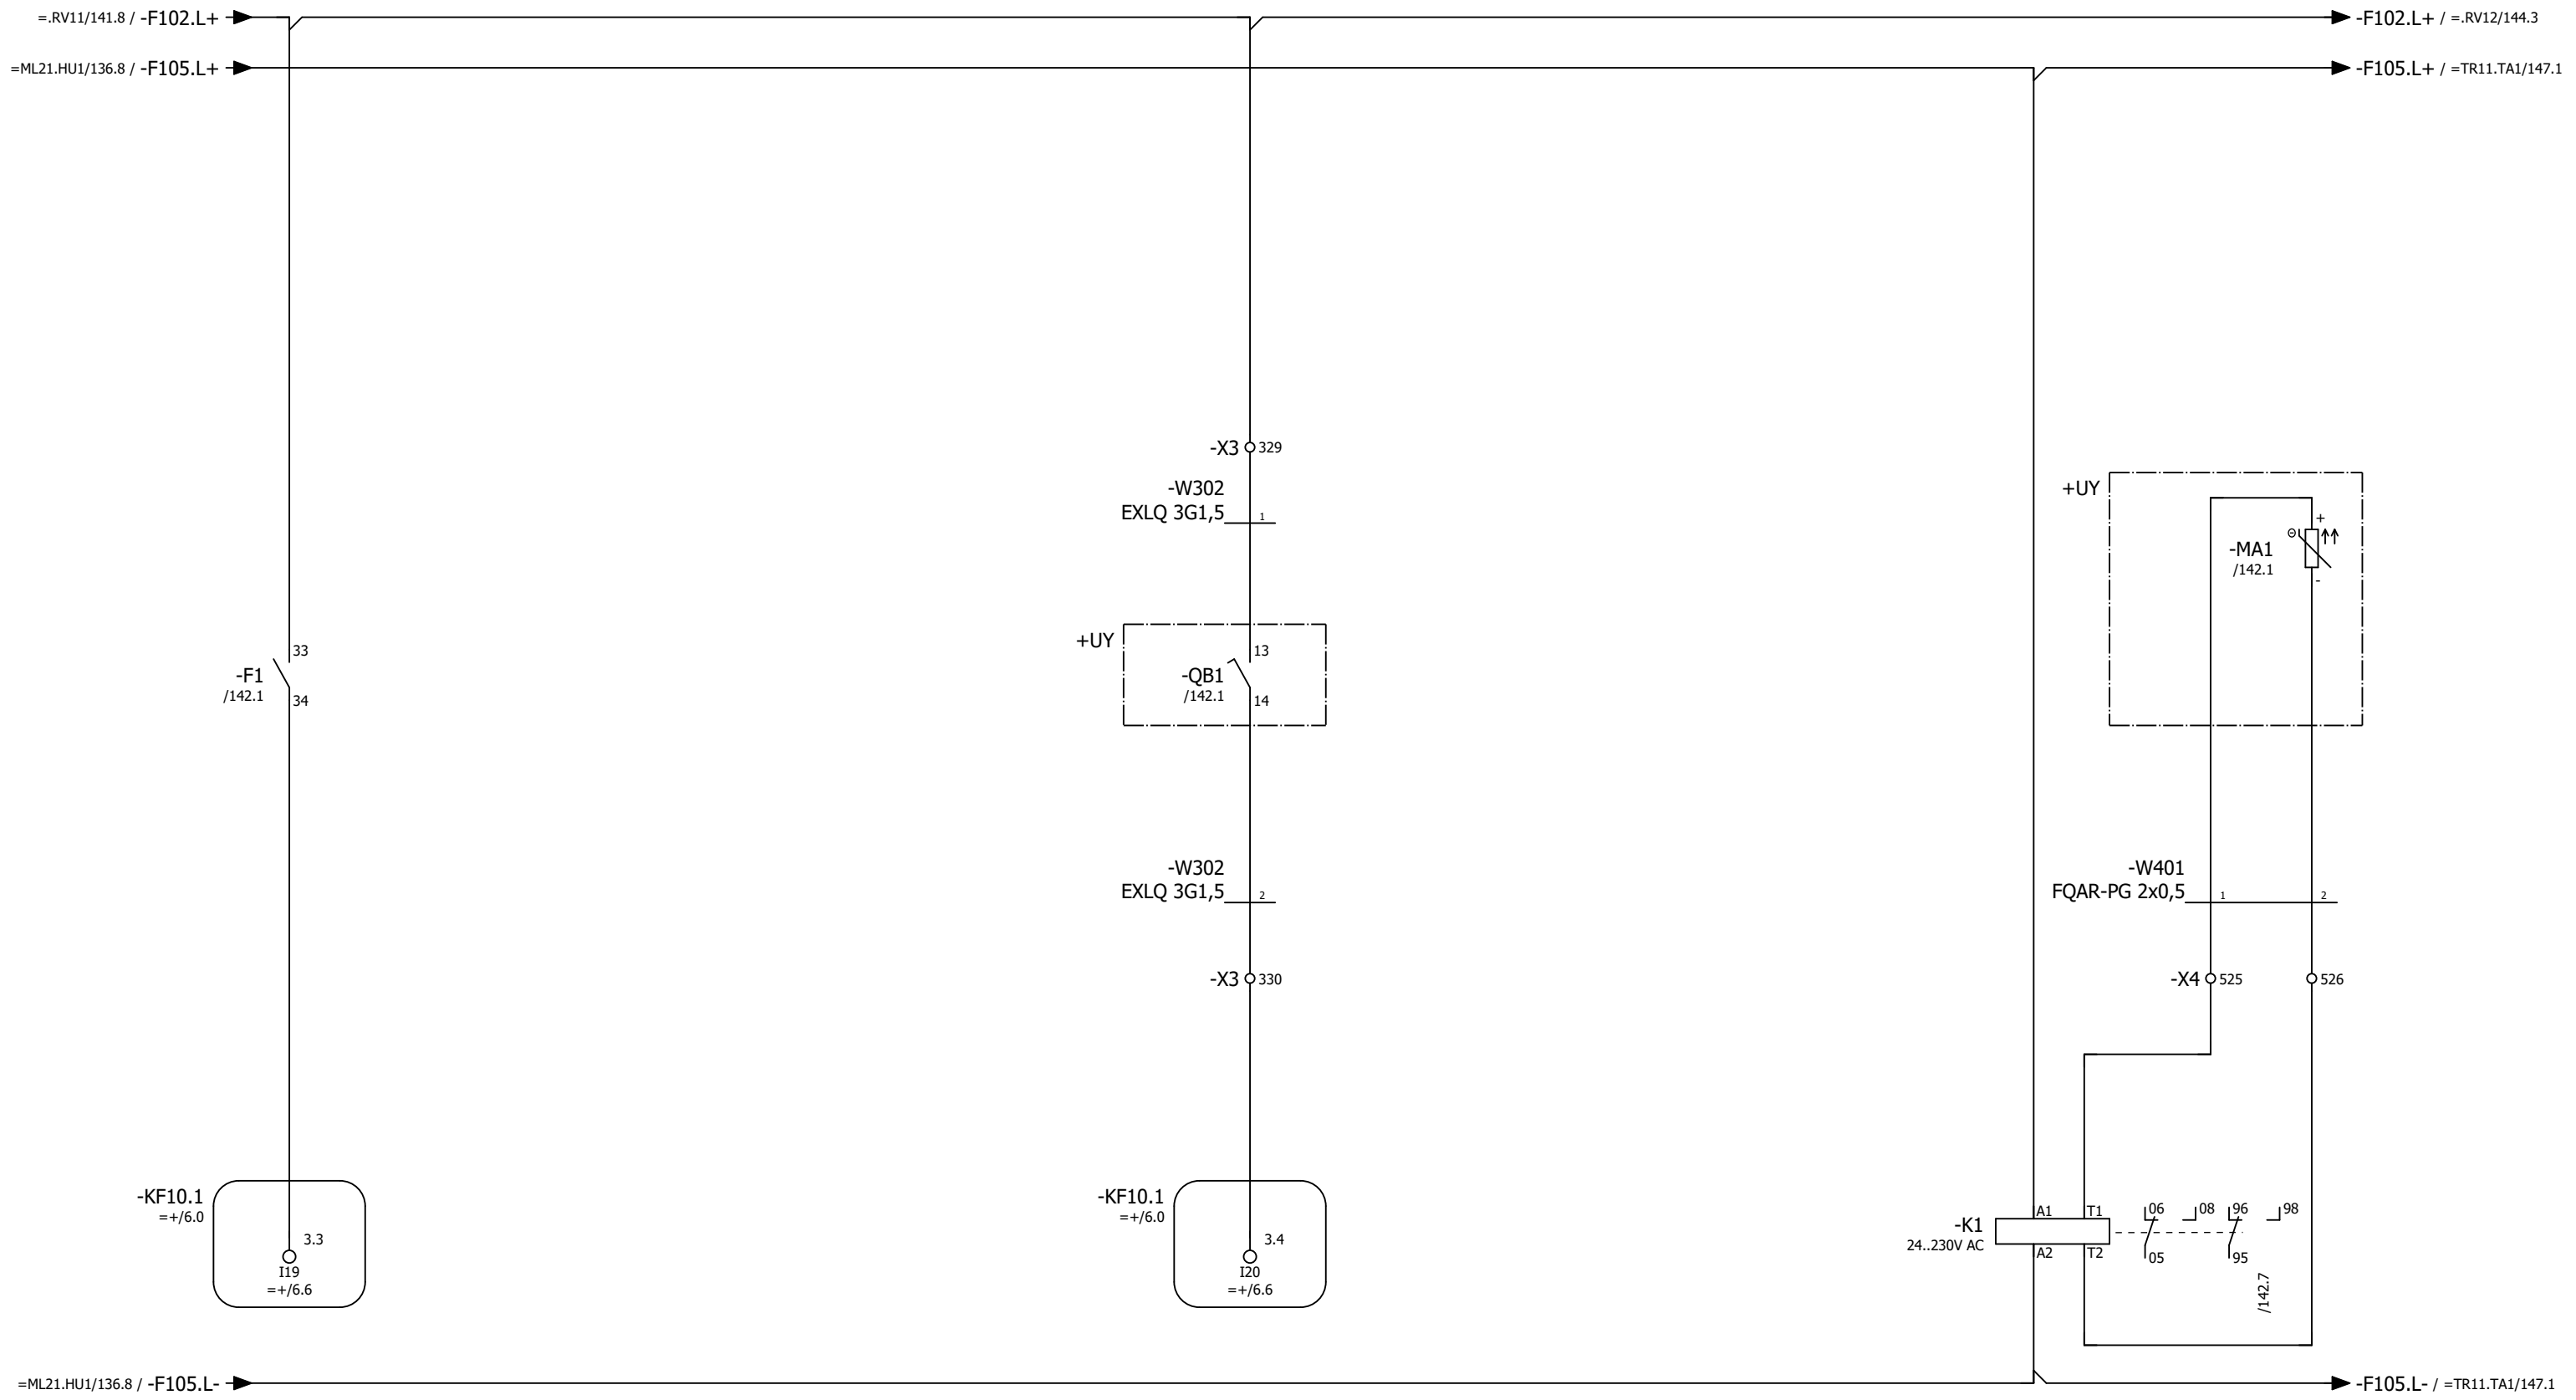 =.RV11/141.8 / -F102.L+
-F102.L+ / =.RV12/144.3
=ML21.HU1/136.8 / -F105.L+
-F105.L+ / =TR11.TA1/147.1
-X3 329
-W302
EXLQ 3G1,5 1
+UY
-MA1
/142.1
+
Θ
-
33
-F1
/142.1
34
+UY
13
-QB1
/142.1
14
-W302
EXLQ 3G1,5 2
-W401
FQAR-PG 2x0,5 1 2
-X3 330
-X4 525 526
-KF10.1
=+/6.0
3.3
I19
=+/6.6
-KF10.1
=+/6.0
3.4
I20
=+/6.6
-K1
24..230V AC
A1 T1 06 08 96 98
A2 T2 05 95
/142.7
=ML21.HU1/136.8 / -F105.L-
-F105.L- / =TR11.TA1/147.1